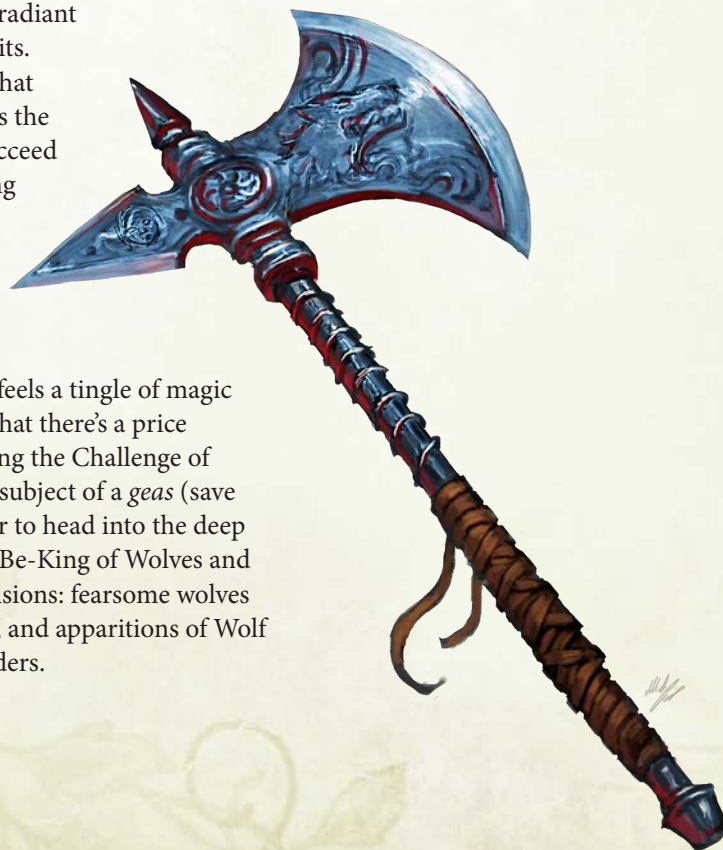 radiant
its.
hat
s the
cceed
ng
feels a tingle of magic
hat there's a price
ng the Challenge of
subject of a geas (save
r to head into the deep
Be-King of Wolves and
sions: fearsome wolves
, and apparitions of Wolf
ders.